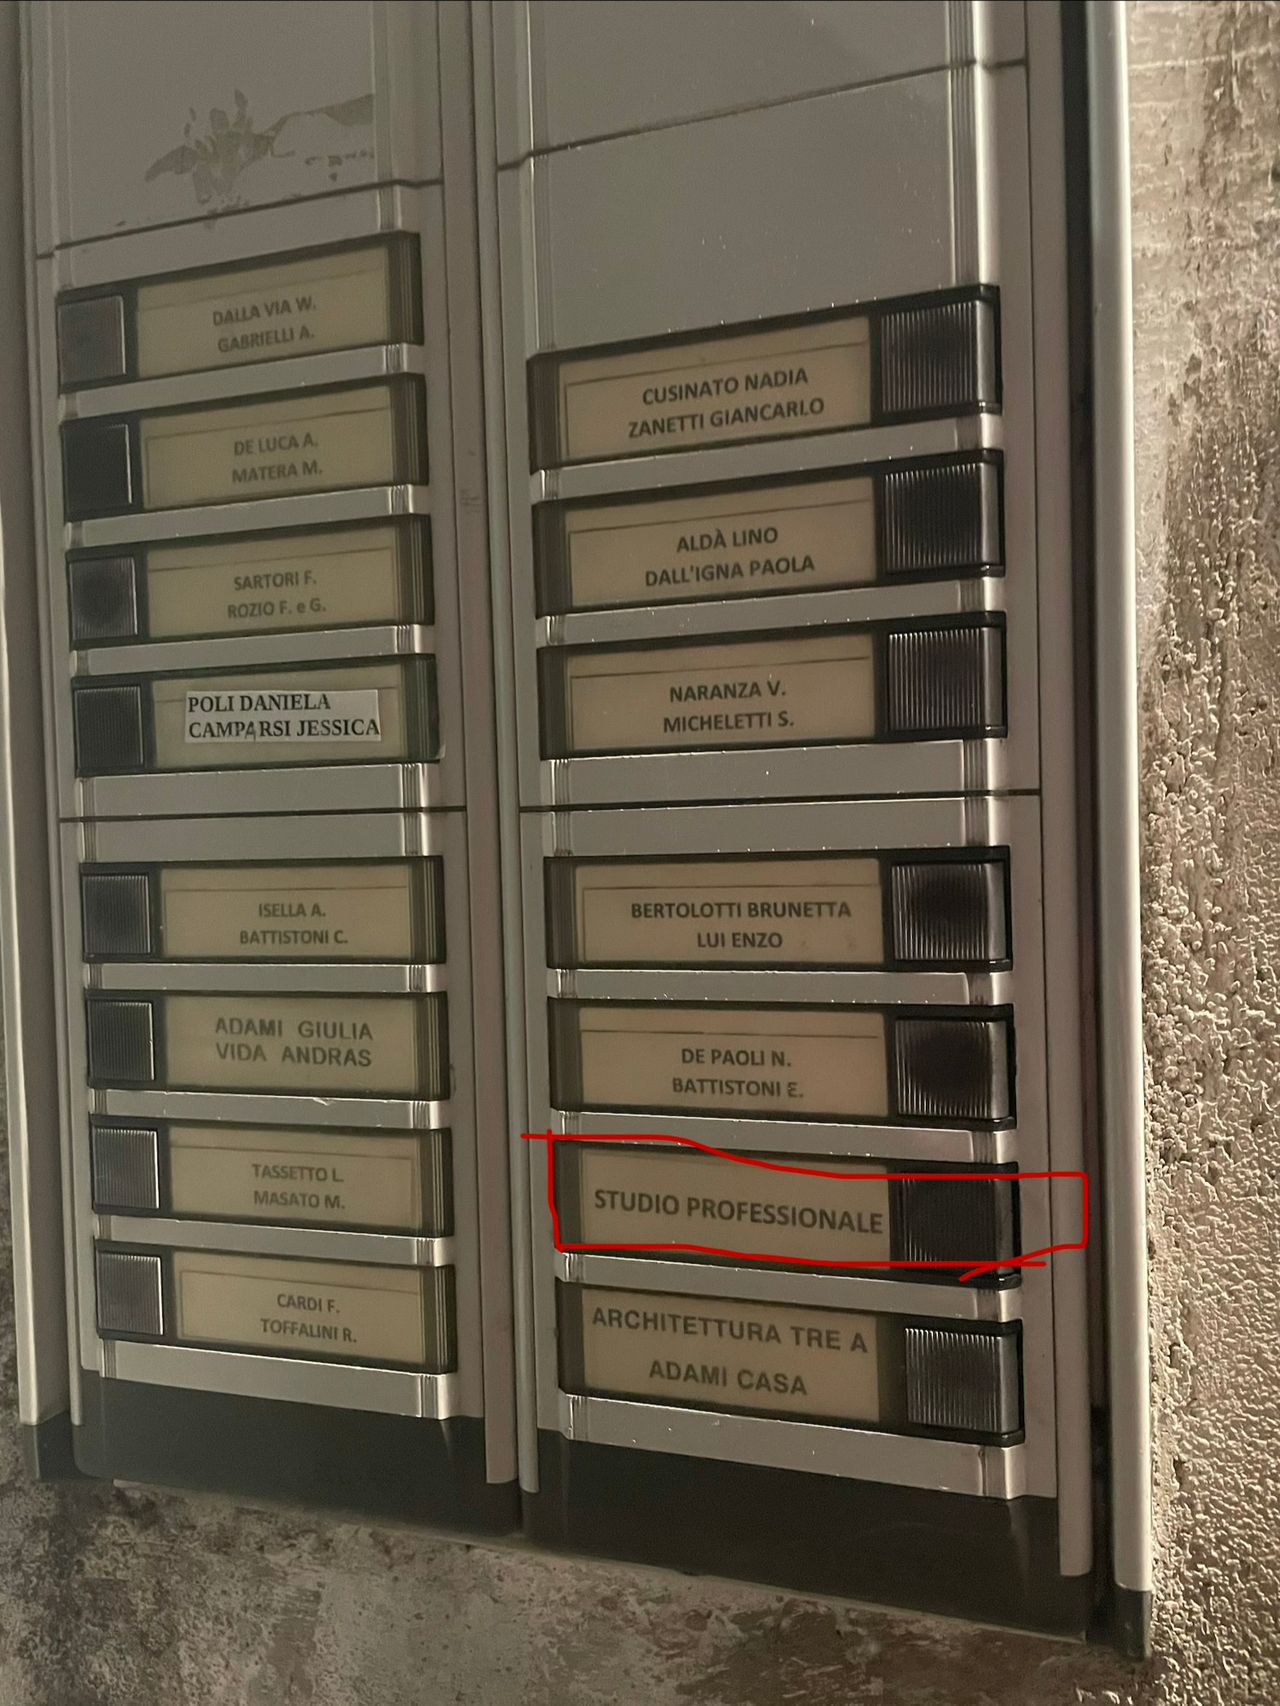 DALLA VIA W.
GABRIELLI A.
DE LUCA A.
MATERA M.
SARTORI F.
ROZIO F. e G.
POLI DANIELA
CAMPARSI JESSICA
ISELLA A.
BATTISTONI C.
ADAMI GIULIA
VIDA ANDRAS
TASSETTO L.
MASATO M.
CARDI F.
TOFFALINI R.
CUSINATO NADIA
ZANETTI GIANCARLO
ALDÀ LINO
DALL'IGNA PAOLA
NARANZA V.
MICHELETTI S.
BERTOLOTTI BRUNETTA
LUI ENZO
DE PAOLI N.
BATTISTONI E.
STUDIO PROFESSIONALE
ARCHITETTURA TRE A
ADAMI CASA